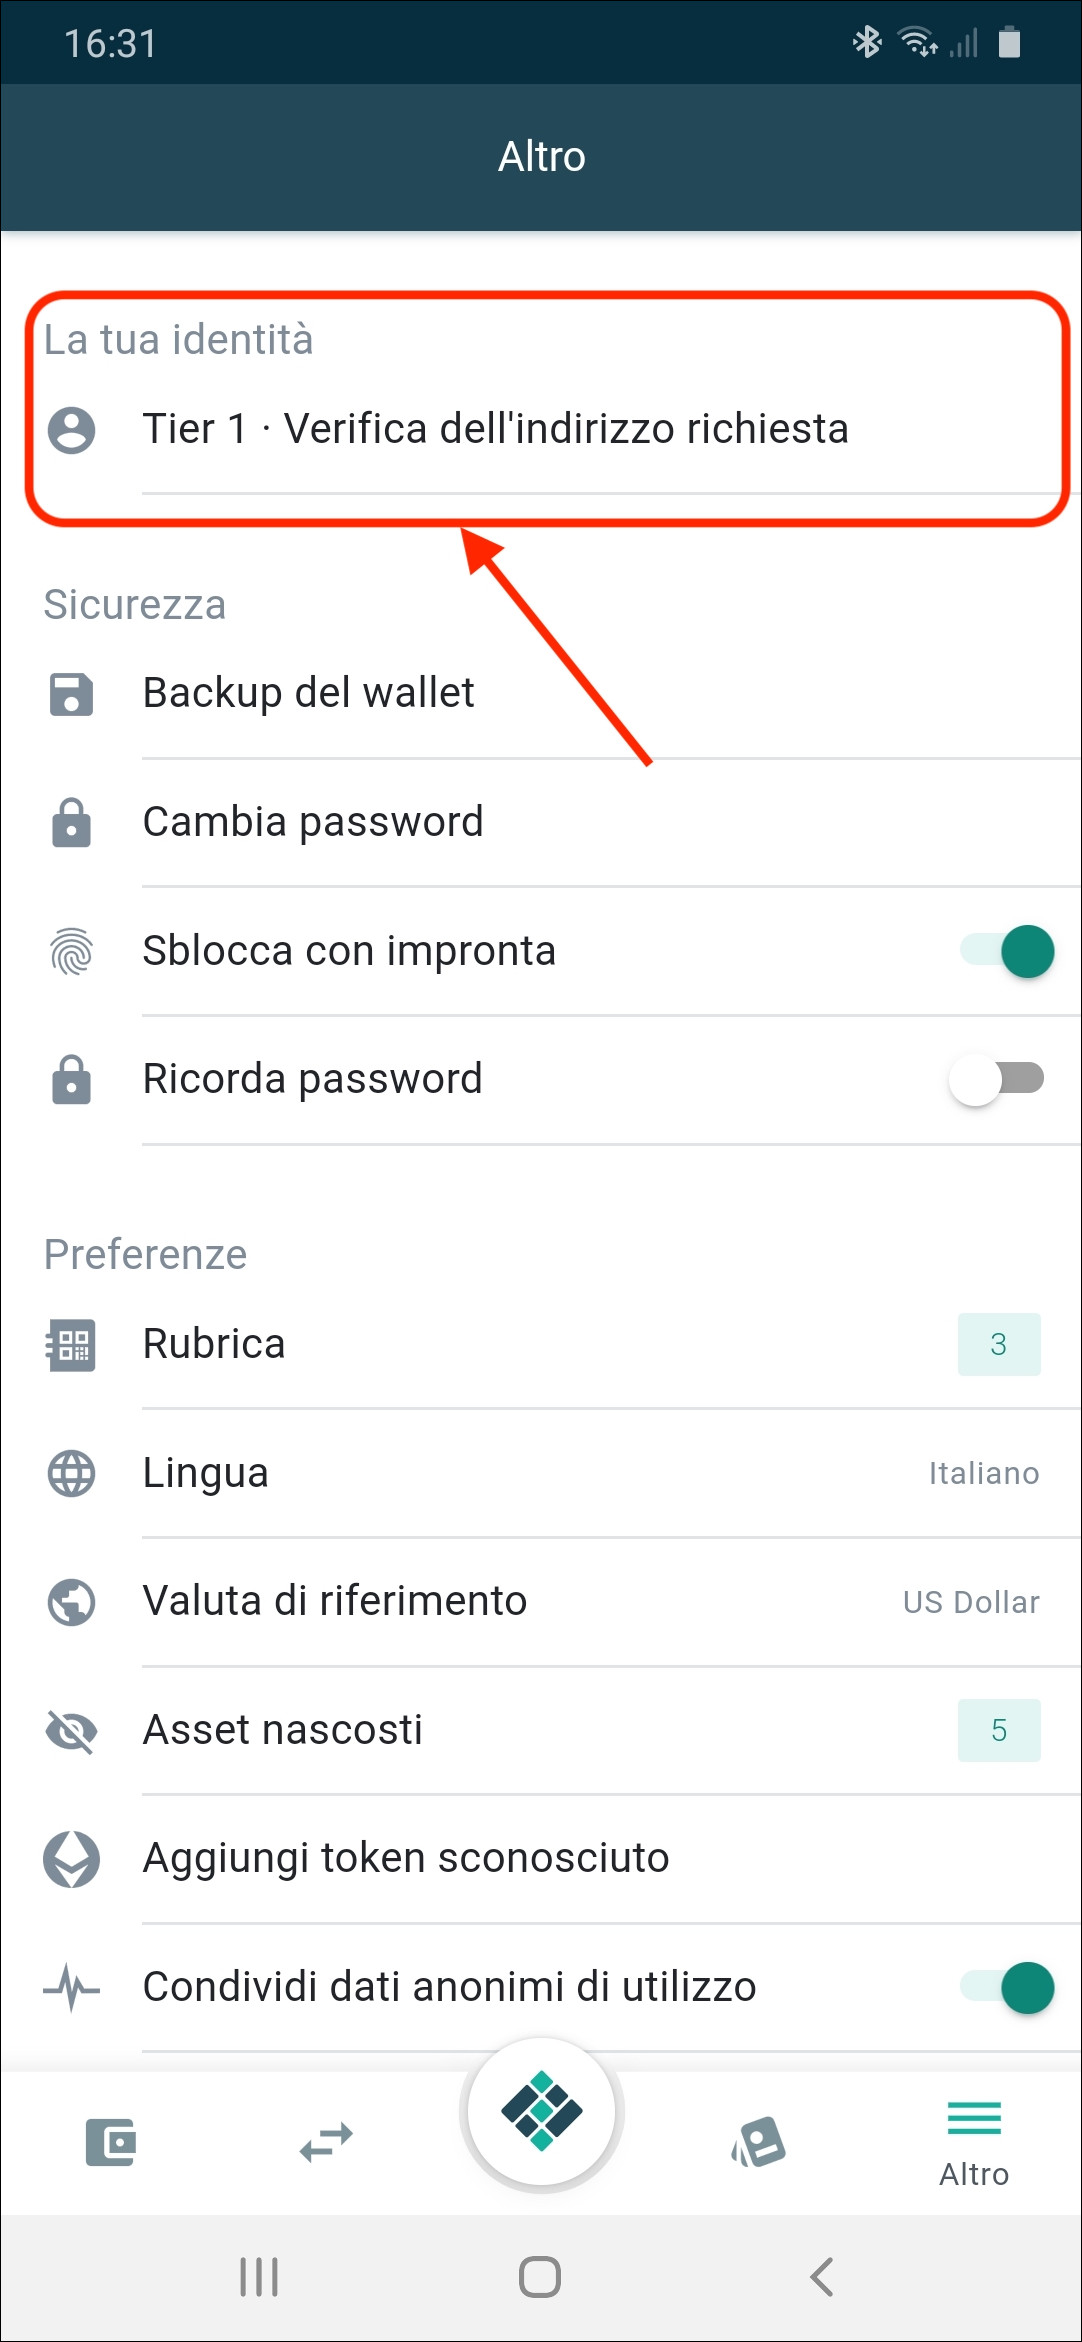 16:31
Altro
La tua identità
Tier 1 · Verifica dell'indirizzo richiesta
Sicurezza
Backup del wallet
Cambia password
Sblocca con impronta
Ricorda password
Preferenze
Rubrica 3
Lingua Italiano
Valuta di riferimento US Dollar
Asset nascosti 5
Aggiungi token sconosciuto
Condividi dati anonimi di utilizzo
Altro